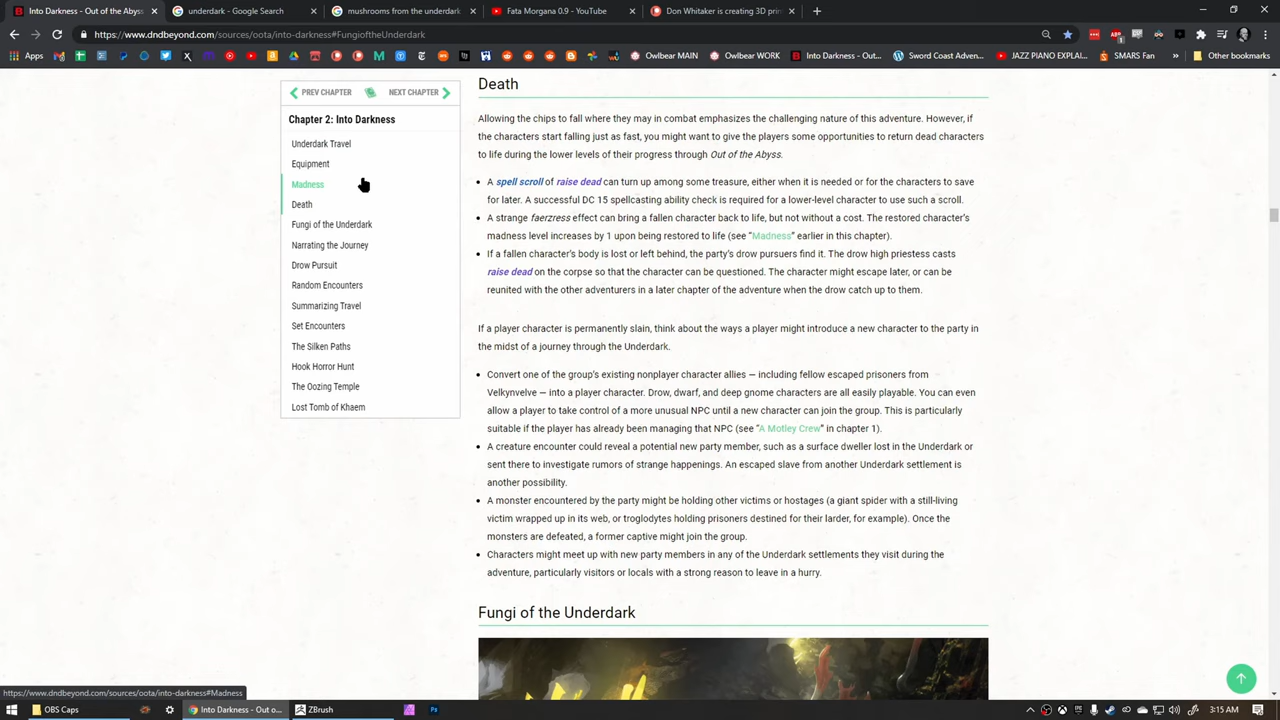 Into Darkness - Out of the Abyss
underdark - Google Search
mushrooms from the underdark
Fata Morgana 0.9 - YouTube
Don Whitaker is creating 3D prin
https://www.dndbeyond.com/sources/oota/into-darkness#FungioftheUnderdark
Apps
Owlbear MAIN
Owlbear WORK
Into Darkness - Out...
Sword Coast Adven...
JAZZ PIANO EXPLAI...
SMARS Fan
Other bookmarks
PREV CHAPTER
NEXT CHAPTER
Chapter 2: Into Darkness
Underdark Travel
Equipment
Madness
Death
Fungi of the Underdark
Narrating the Journey
Drow Pursuit
Random Encounters
Summarizing Travel
Set Encounters
The Silken Paths
Hook Horror Hunt
The Oozing Temple
Lost Tomb of Khaem
Death
Allowing the chips to fall where they may in combat emphasizes the challenging nature of this adventure. However, if
the characters start falling just as fast, you might want to give the players some opportunities to return dead characters
to life during the lower levels of their progress through Out of the Abyss.
• A spell scroll of raise dead can turn up among some treasure, either when it is needed or for the characters to save
for later. A successful DC 15 spellcasting ability check is required for a lower-level character to use such a scroll.
• A strange faerzress effect can bring a fallen character back to life, but not without a cost. The restored character's
madness level increases by 1 upon being restored to life (see "Madness" earlier in this chapter).
• If a fallen character's body is lost or left behind, the party's drow pursuers find it. The drow high priestess casts
raise dead on the corpse so that the character can be questioned. The character might escape later, or can be
reunited with the other adventurers in a later chapter of the adventure when the drow catch up to them.
If a player character is permanently slain, think about the ways a player might introduce a new character to the party in
the midst of a journey through the Underdark.
• Convert one of the group's existing nonplayer character allies — including fellow escaped prisoners from
Velkynvelve — into a player character. Drow, dwarf, and deep gnome characters are all easily playable. You can even
allow a player to take control of a more unusual NPC until a new character can join the group. This is particularly
suitable if the player has already been managing that NPC (see "A Motley Crew" in chapter 1).
• A creature encounter could reveal a potential new party member, such as a surface dweller lost in the Underdark or
sent there to investigate rumors of strange happenings. An escaped slave from another Underdark settlement is
another possibility.
• A monster encountered by the party might be holding other victims or hostages (a giant spider with a still-living
victim wrapped up in its web, or troglodytes holding prisoners destined for their larder, for example). Once the
monsters are defeated, a former captive might join the group.
• Characters might meet up with new party members in any of the Underdark settlements they visit during the
adventure, particularly visitors or locals with a strong reason to leave in a hurry.
Fungi of the Underdark
https://www.dndbeyond.com/sources/oota/into-darkness#Madness
OBS Caps
Into Darkness - Out o...
ZBrush
3:15 AM